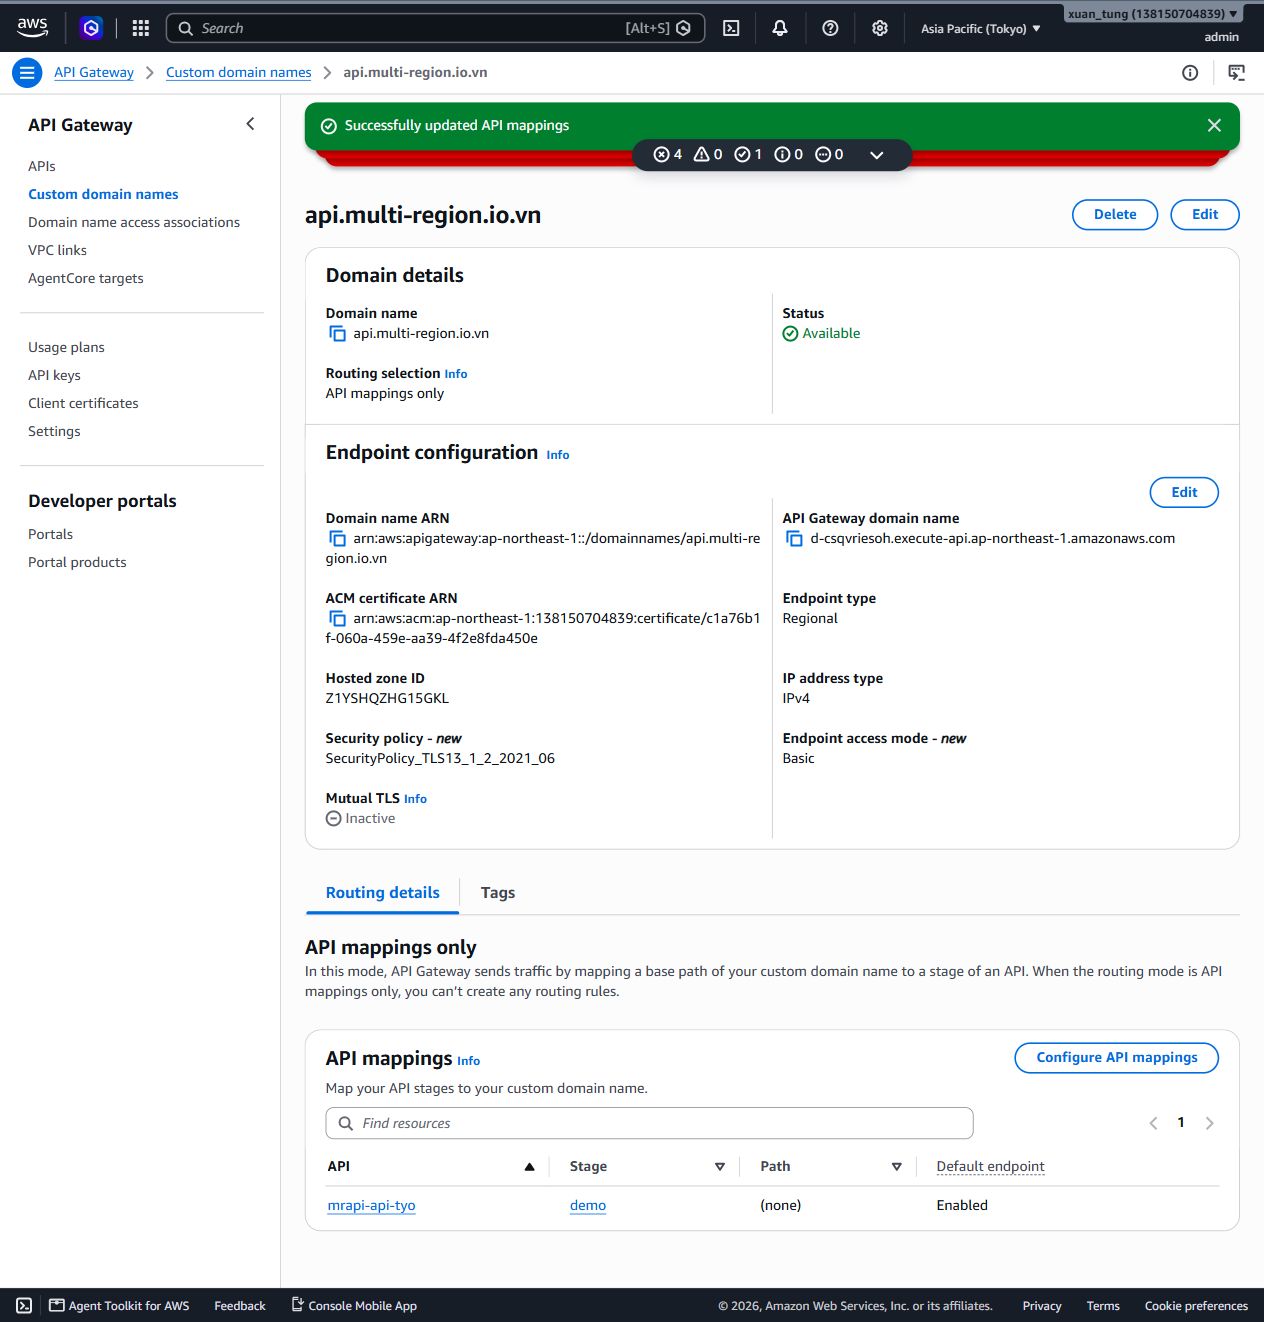 aws
Search
[Alt+S]
Asia Pacific (Tokyo)
xuan_tung (138150704839)
admin
API Gateway
Custom domain names
api.multi-region.io.vn
API Gateway
APIs
Custom domain names
Domain name access associations
VPC links
AgentCore targets
Usage plans
API keys
Client certificates
Settings
Developer portals
Portals
Portal products
Successfully updated API mappings
4 0 1 0 0
api.multi-region.io.vn
Delete
Edit
Domain details
Domain name
api.multi-region.io.vn
Status
Available
Routing selection Info
API mappings only
Endpoint configuration Info
Edit
Domain name ARN
arn:aws:apigateway:ap-northeast-1::/domainnames/api.multi-re
gion.io.vn
API Gateway domain name
d-csqvriesoh.execute-api.ap-northeast-1.amazonaws.com
ACM certificate ARN
arn:aws:acm:ap-northeast-1:138150704839:certificate/c1a76b1
f-060a-459e-aa39-4f2e8fda450e
Endpoint type
Regional
Hosted zone ID
Z1YSHQZHG15GKL
IP address type
IPv4
Security policy - new
SecurityPolicy_TLS13_1_2_2021_06
Endpoint access mode - new
Basic
Mutual TLS Info
Inactive
Routing details
Tags
API mappings only
In this mode, API Gateway sends traffic by mapping a base path of your custom domain name to a stage of an API. When the routing mode is API
mappings only, you can't create any routing rules.
API mappings Info
Configure API mappings
Map your API stages to your custom domain name.
Find resources
1
API
Stage
Path
Default endpoint
mrapi-api-tyo
demo
(none)
Enabled
Agent Toolkit for AWS
Feedback
Console Mobile App
© 2026, Amazon Web Services, Inc. or its affiliates.
Privacy
Terms
Cookie preferences